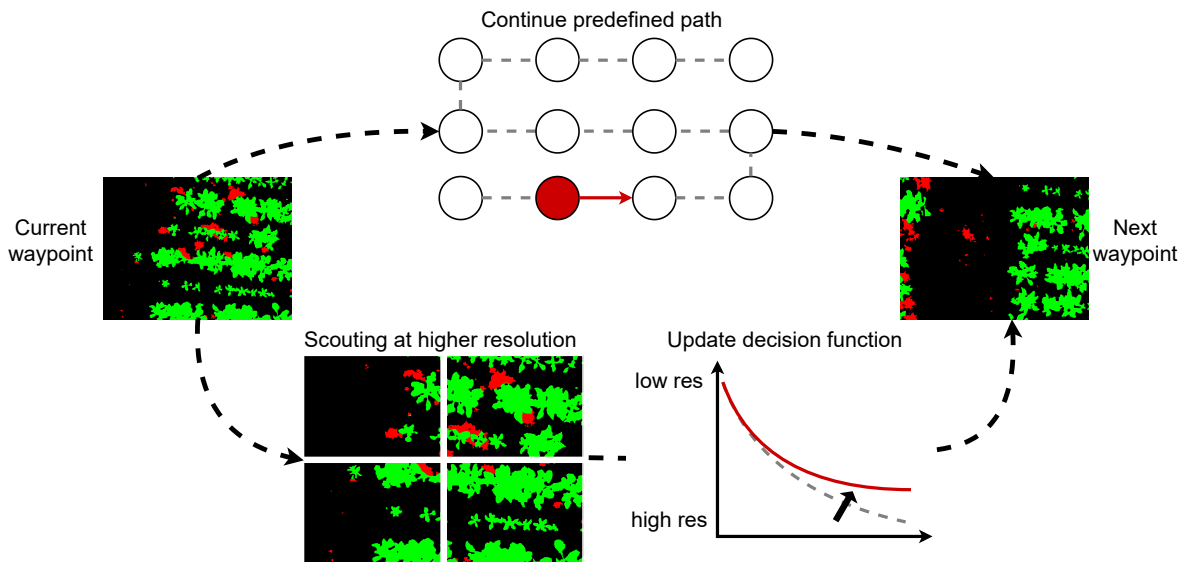 Continue predefined path
Current
waypoint
Next
waypoint
Scouting at higher resolution
Update decision function
low res
high res